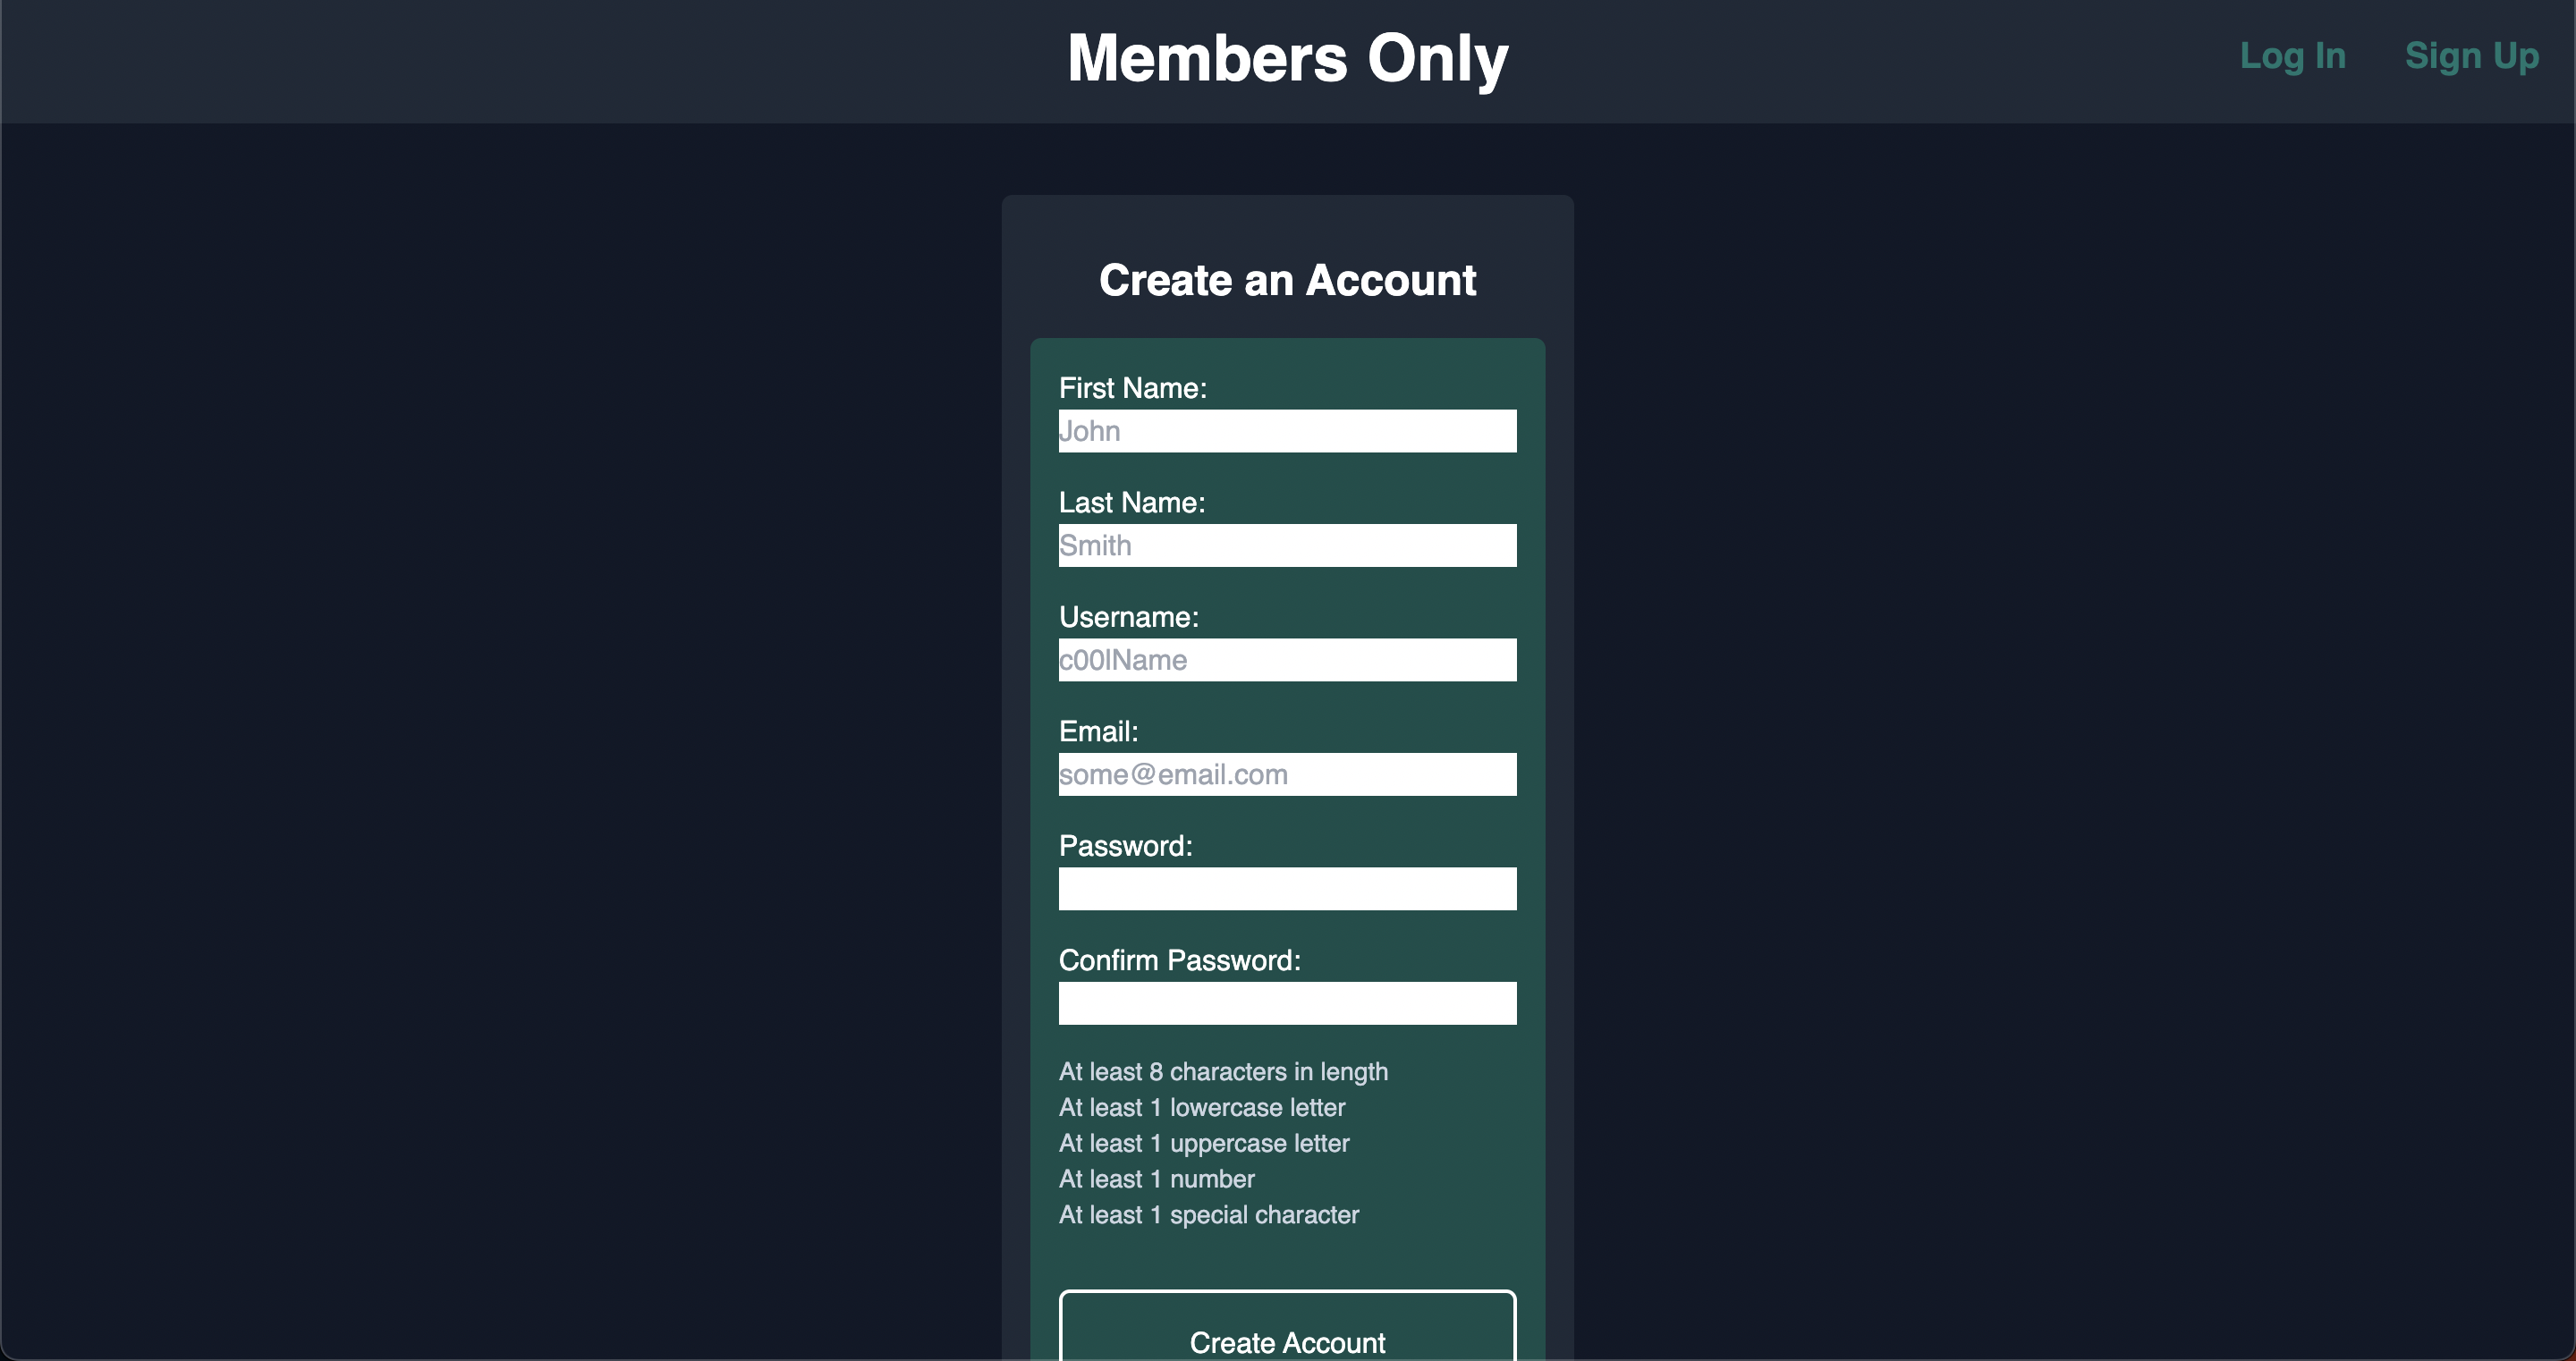 Members Only
Log In
Sign Up
Create an Account
First Name:
John
Last Name:
Smith
Username:
c00lName
Email:
some@email.com
Password:
Confirm Password:
At least 8 characters in length
At least 1 lowercase letter
At least 1 uppercase letter
At least 1 number
At least 1 special character
Create Account